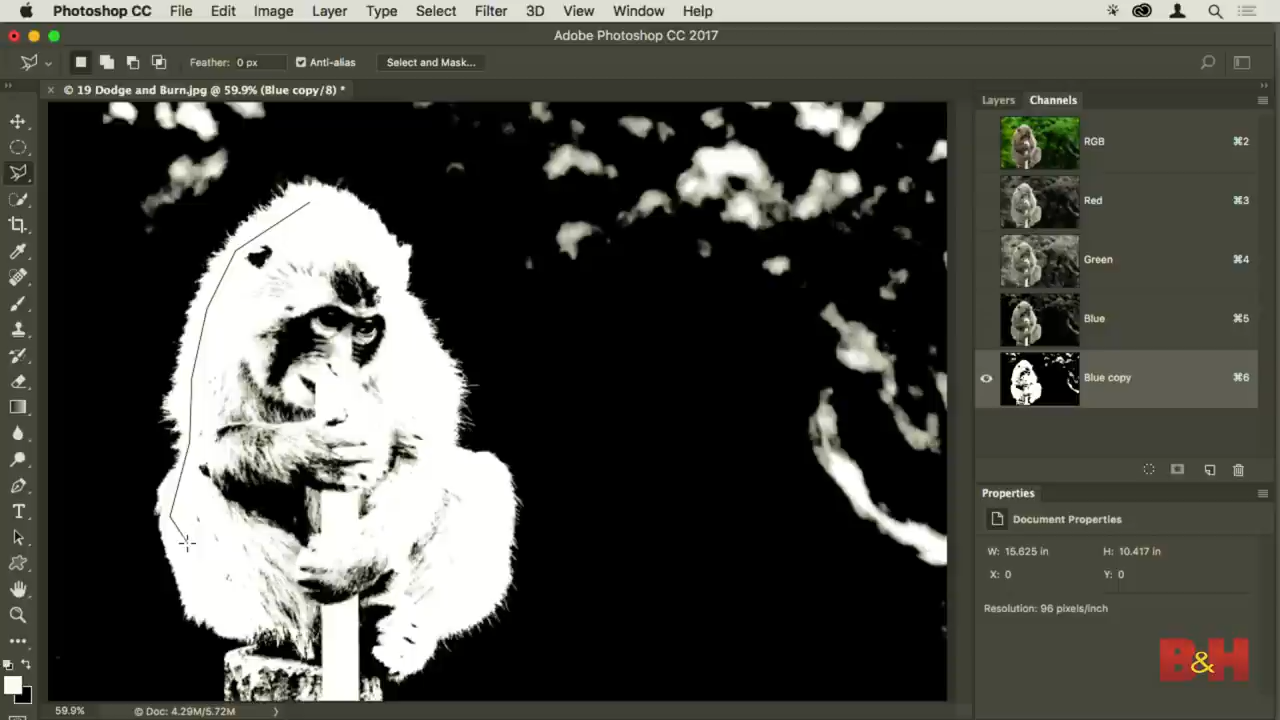 Photoshop CC File Edit Image Layer Type Select Filter 3D View Window Help
Adobe Photoshop CC 2017
Feather: 0 px Anti-alias Select and Mask...
× © 19 Dodge and Burn.jpg @ 59.9% (Blue copy/8) *
Layers Channels
RGB ⌘2
Red ⌘3
Green ⌘4
Blue ⌘5
Blue copy ⌘6
Properties
Document Properties
W: 15.625 in H: 10.417 in
X: 0 Y: 0
Resolution: 96 pixels/inch
B&H
59.9% © Doc: 4.29M/5.72M